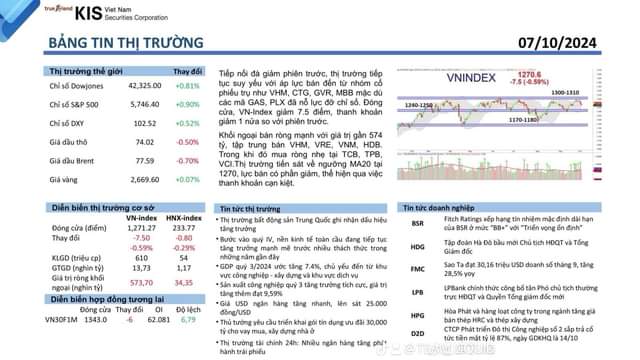 true Friend KIS Viet Nam
Securities Corporation
BẢNG TIN THỊ TRƯỜNG
07/10/2024
Thị trường thế giới Thay đổi
Chỉ số Dowjones 42,325.00 +0.81%
Chỉ số S&P 500 5,746.40 +0.90%
Chỉ số DXY 102.52 +0.52%
Giá dầu thô 74.02 -0.50%
Giá dầu Brent 77.59 -0.70%
Giá vàng 2,669.60 +0.07%
Tiếp nối đà giảm phiên trước, thị trường tiếp
tục suy yếu với áp lực bán đến từ nhóm cổ
phiếu trụ như VHM, CTG, GVR, MBB mặc dù
các mã GAS, PLX đã nỗ lực đỡ chỉ số. Đóng
cửa, VN-Index giảm 7.5 điểm, thanh khoản
giảm 1 nửa so với phiên trước.
Khối ngoại bán ròng mạnh với giá trị gần 574
tỷ, tập trung bán VHM, VRE, VNM, HDB.
Trong khi đó mua ròng nhẹ tại TCB, TPB,
VCI.Thị trường tiến sát về ngưỡng MA20 tại
1270, lực bán có phần giảm, thể hiện qua việc
thanh khoản cạn kiệt.
VNINDEX
1270.6
-7.5 (-0.59%)
1300-1310
1240-1250
1170-1180
Diễn biến thị trường cơ sở
VN-index HNX-index
Đóng cửa (điểm) 1,271.27 233.77
Thay đổi -7.50 -0.80
-0.59% -0.29%
KLGD (triệu cp) 610 54
GTGD (nghìn tỷ) 13,73 1,17
Giá trị ròng khối
ngoại (nghìn tỷ) 573,70 34,35
Diễn biến hợp đồng tương lai
Đóng cửa Thay đổi OI Độ lệch
VN30F1M 1343.0 -6 62.081 6,79
Tin tức thị trường
Thị trường bất động sản Trung Quốc ghi nhận dấu hiệu
tăng trưởng
Bước vào quý IV, nền kinh tế toàn cầu đang tiếp tục
tăng trưởng mạnh mẽ trước nhiều thách thức trong
những năm gần đây
GDP quý 3/2024 ước tăng 7.4%, chủ yếu đến từ khu
vực công nghiệp - xây dựng và khu vực dịch vụ
Sản xuất công nghiệp quý 3 tăng trưởng tích cực, giá trị
tăng thêm đạt 9,59%
Giá USD ngân hàng tăng nhanh, lên sát 25.000
đồng/USD
Thủ tướng yêu cầu triển khai gói tín dụng ưu đãi 30,000
tỷ cho vay mua, xây dựng nhà ở
Thị trường tài chính 24h: Nhiều ngân hàng tăng phát
hành trái phiếu
Tin tức doanh nghiệp
BSR Fitch Ratings xếp hạng tín nhiệm mặc định dài hạn
của BSR ở mức "BB+" với "Triển vọng ổn định"
HDG Tập đoàn Hà Đô bầu mới Chủ tịch HĐQT và Tổng
Giám đốc
FMC Sao Ta đạt 30,16 triệu USD doanh số tháng 9, tăng
28,5% yoy
LPB LPBank chính thức công bố tân Phó chủ tịch thường
trực HĐQT và Quyền Tổng giám đốc mới
HPG Hòa Phát và hàng loạt công ty trong ngành tăng giá
bán thép HRC và thép xây dựng
D2D CTCP Phát triển Đô thị Công nghiệp số 2 sắp trả cổ
tức tiền mặt tỷ lệ 87%, ngày GDKHQ là 14/10